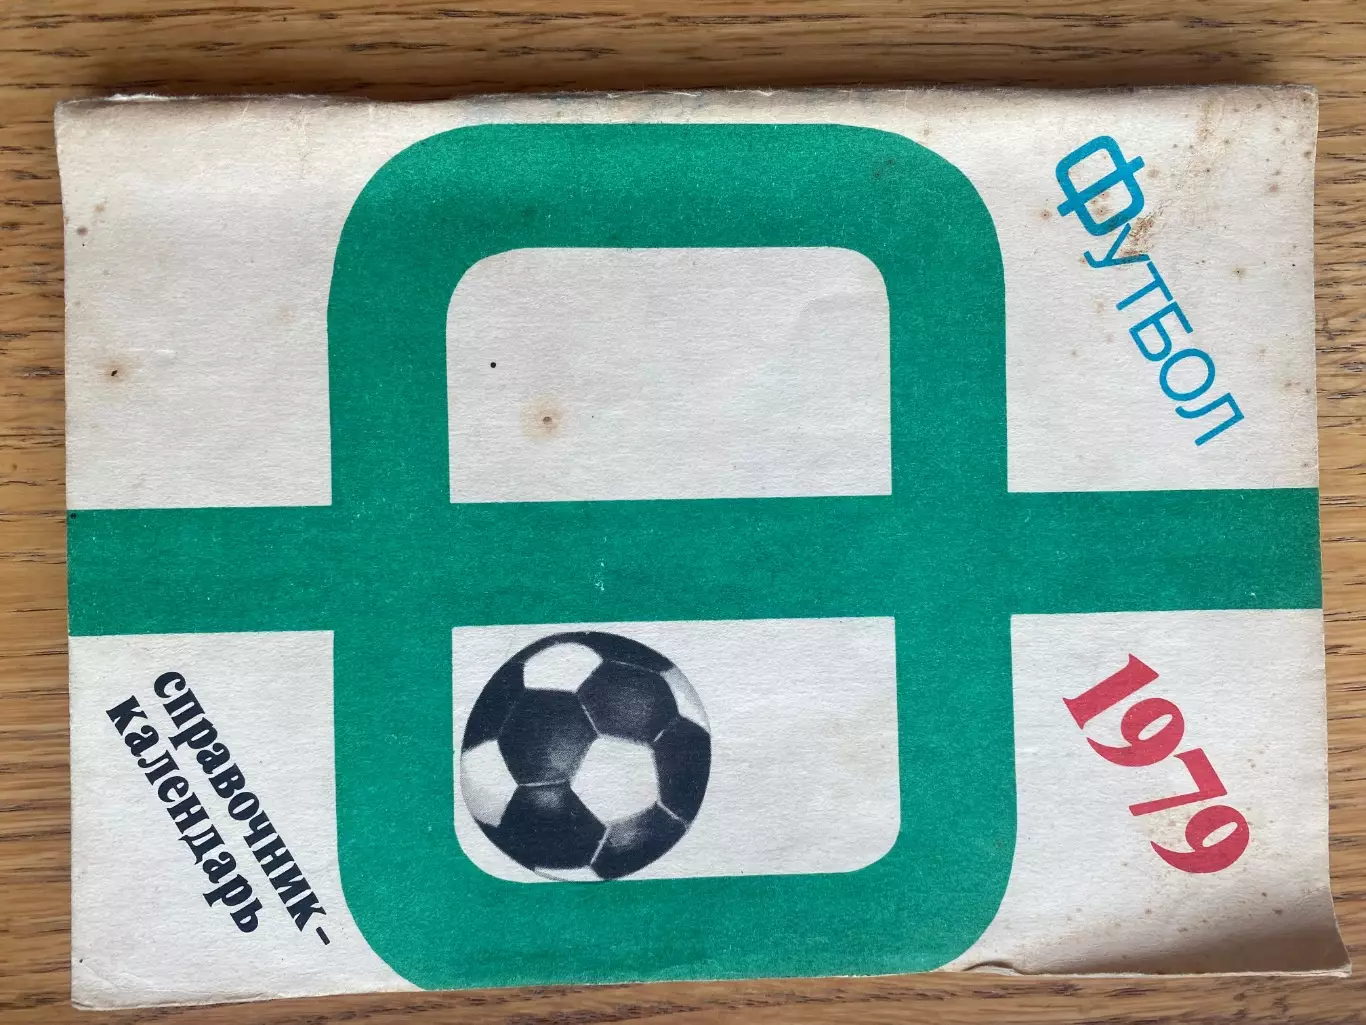 Футбол
1979
справочник-
календарь